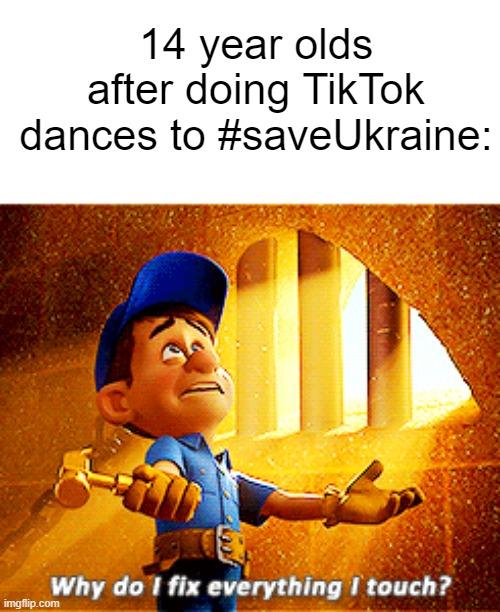 14 year olds
after doing TikTok
dances to #saveUkraine:
Why do I fix everything I touch?
imgflip.com